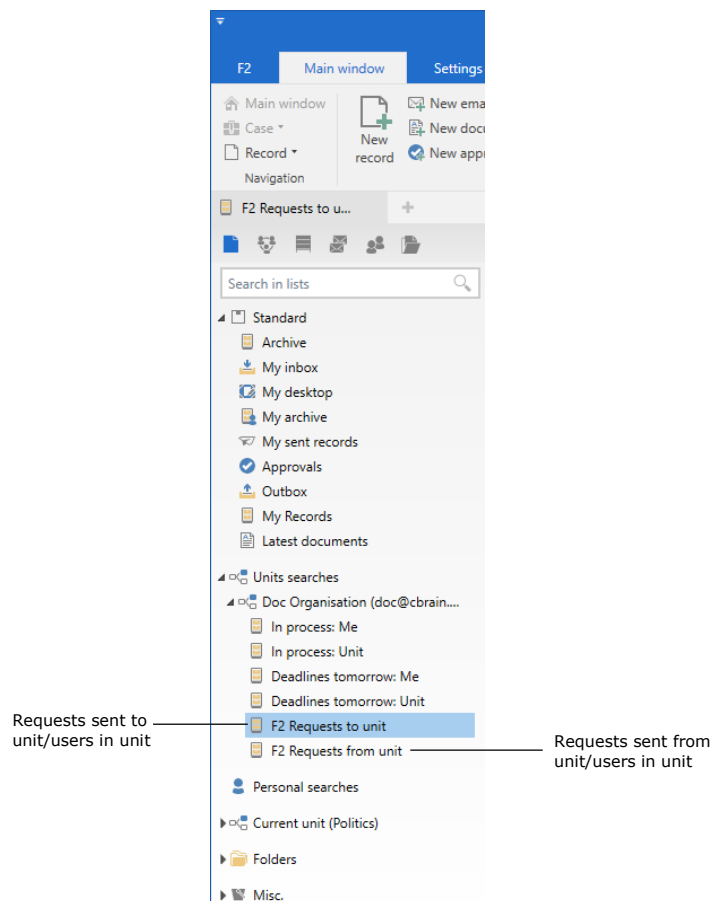 F2 Main window Settings
Main window
Case
Record
Navigation
New
record
New ema
New docu
New appr
F2 Requests to u...
Search in lists
Standard
Archive
My inbox
My desktop
My archive
My sent records
Approvals
Outbox
My Records
Latest documents
Units searches
Doc Organisation (doc@cbrain....
In process: Me
In process: Unit
Deadlines tomorrow: Me
Deadlines tomorrow: Unit
F2 Requests to unit
F2 Requests from unit
Requests sent to
unit/users in unit
Requests sent from
unit/users in unit
Personal searches
Current unit (Politics)
Folders
Misc.